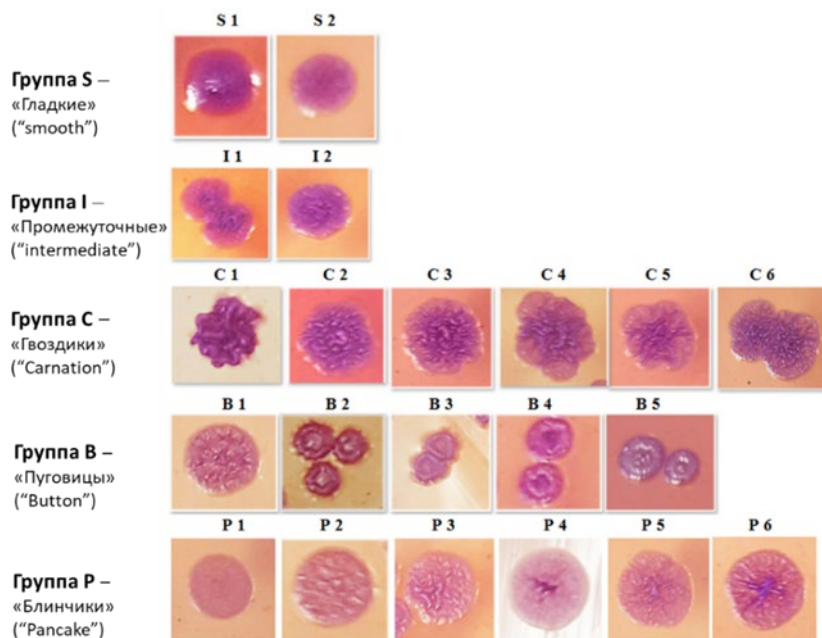 S 1 S 2
Группа S –
«Гладкие»
(“smooth”)
I 1 I 2
Группа I –
«Промежуточные»
(“intermediate”)
C 1 C 2 C 3 C 4 C 5 C 6
Группа C –
«Гвоздики»
(“Carnation”)
B 1 B 2 B 3 B 4 B 5
Группа B –
«Пуговицы»
(“Button”)
P 1 P 2 P 3 P 4 P 5 P 6
Группа P –
«Блинчики»
(“Pancake”)